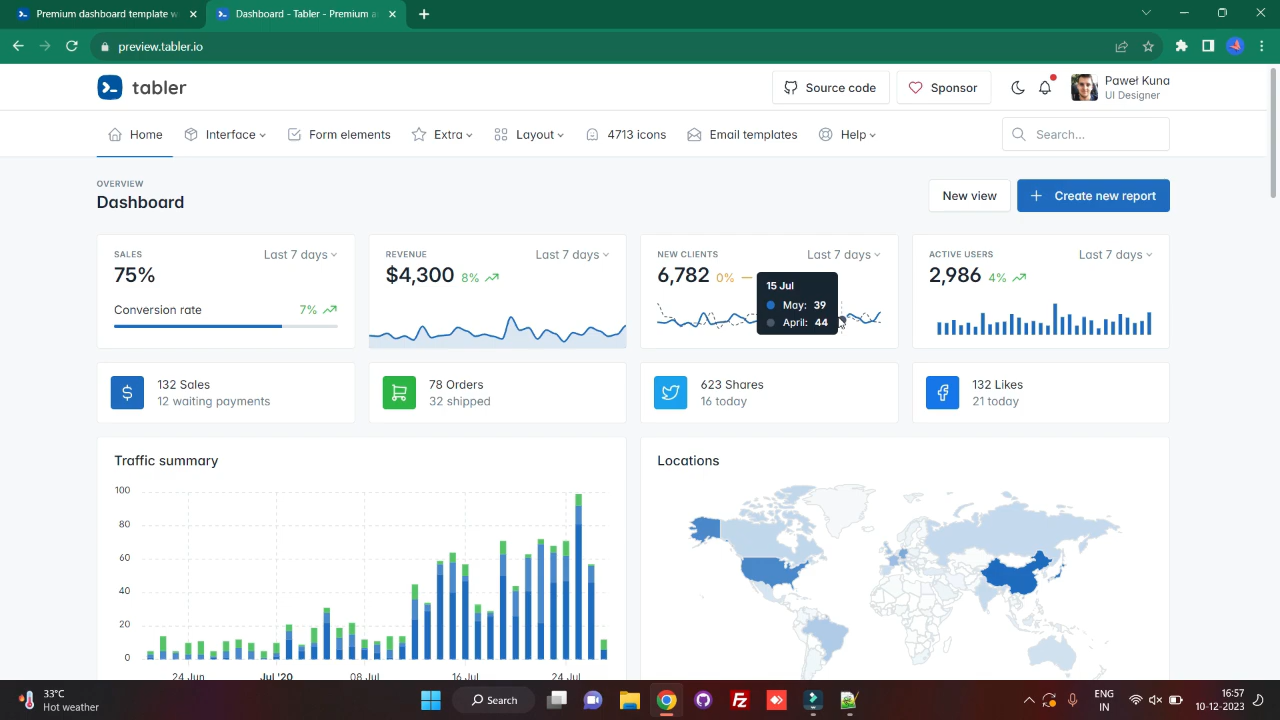 Premium dashboard template w
Dashboard - Tabler - Premium a
preview.tabler.io
tabler
Source code
Sponsor
Paweł Kuna
UI Designer
Home
Interface
Form elements
Extra
Layout
4713 icons
Email templates
Help
Search...
OVERVIEW
Dashboard
New view
Create new report
SALES
Last 7 days
75%
Conversion rate
7%
REVENUE
Last 7 days
$4,300
8%
NEW CLIENTS
Last 7 days
6,782
0%
15 Jul
May: 39
April: 44
ACTIVE USERS
Last 7 days
2,986
4%
132 Sales
12 waiting payments
78 Orders
32 shipped
623 Shares
16 today
132 Likes
21 today
Traffic summary
100
80
60
40
20
0
24 Jun
Jul '20
08 Jul
16 Jul
24 Jul
Locations
33°C
Hot weather
Search
ENG
IN
16:57
10-12-2023